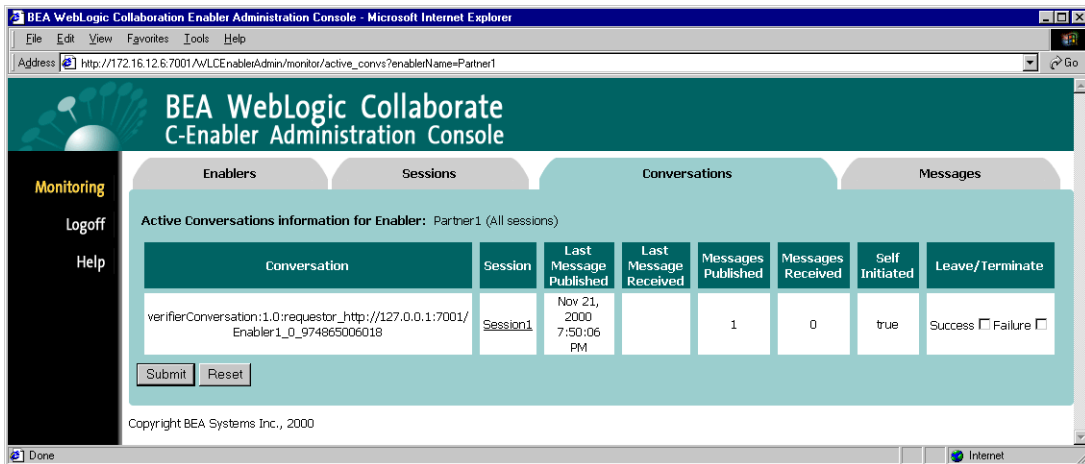 BEA WebLogic Collaboration Enabler Administration Console - Microsoft Internet Explorer
File Edit View Favorites Tools Help
Address http://172.16.12.6:7001/WLCEnablerAdmin/monitor/active_convs?enablerName=Partner1 Go
BEA WebLogic Collaborate
C-Enabler Administration Console
Monitoring
Logoff
Help
Enablers Sessions Conversations Messages
Active Conversations information for Enabler: Partner1 (All sessions)
Conversation
Session
Last
Message
Published
Last
Message
Received
Messages
Published
Messages
Received
Self
Initiated
Leave/Terminate
verifierConversation:1.0:requestor_http://127.0.0.1:7001/
Enabler1_0_974865006018
Session1
Nov 21,
2000
7:50:06
PM
1
0
true
Success Failure
Submit Reset
Copyright BEA Systems Inc., 2000
Done Internet